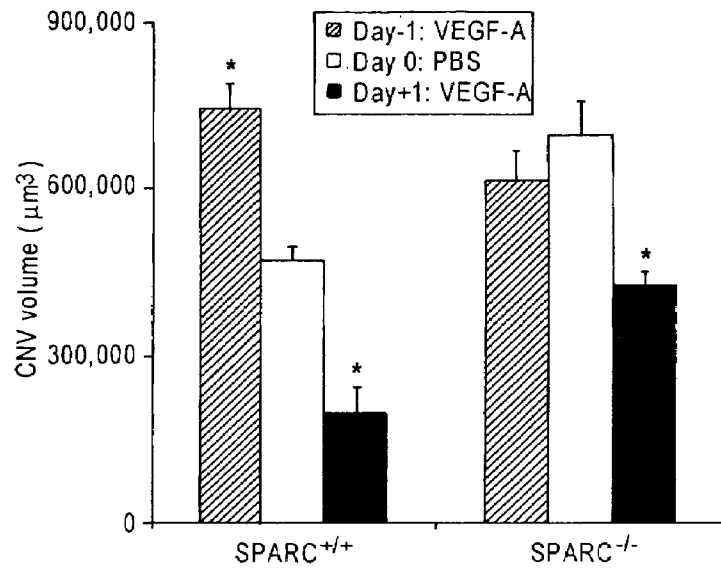 900,000
600,000
300,000
0
CNV volume (μm³)
Day-1: VEGF-A
Day 0: PBS
Day+1: VEGF-A
*
*
*
SPARC+/+
SPARC-/-